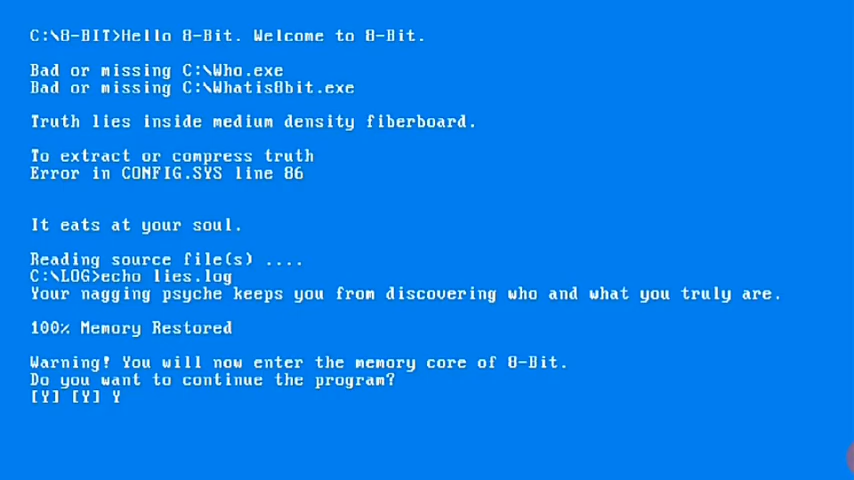 C:\8-BIT>Hello 8-Bit. Welcome to 8-Bit.
Bad or missing C:\Who.exe
Bad or missing C:\Whatis8bit.exe
Truth lies inside medium density fiberboard.
To extract or compress truth
Error in CONFIG.SYS line 86
It eats at your soul.
Reading source file(s) ....
C:\LOG>echo lies.log
Your nagging psyche keeps you from discovering who and what you truly are.
100% Memory Restored
Warning! You will now enter the memory core of 8-Bit.
Do you want to continue the program?
[Y] [Y] Y